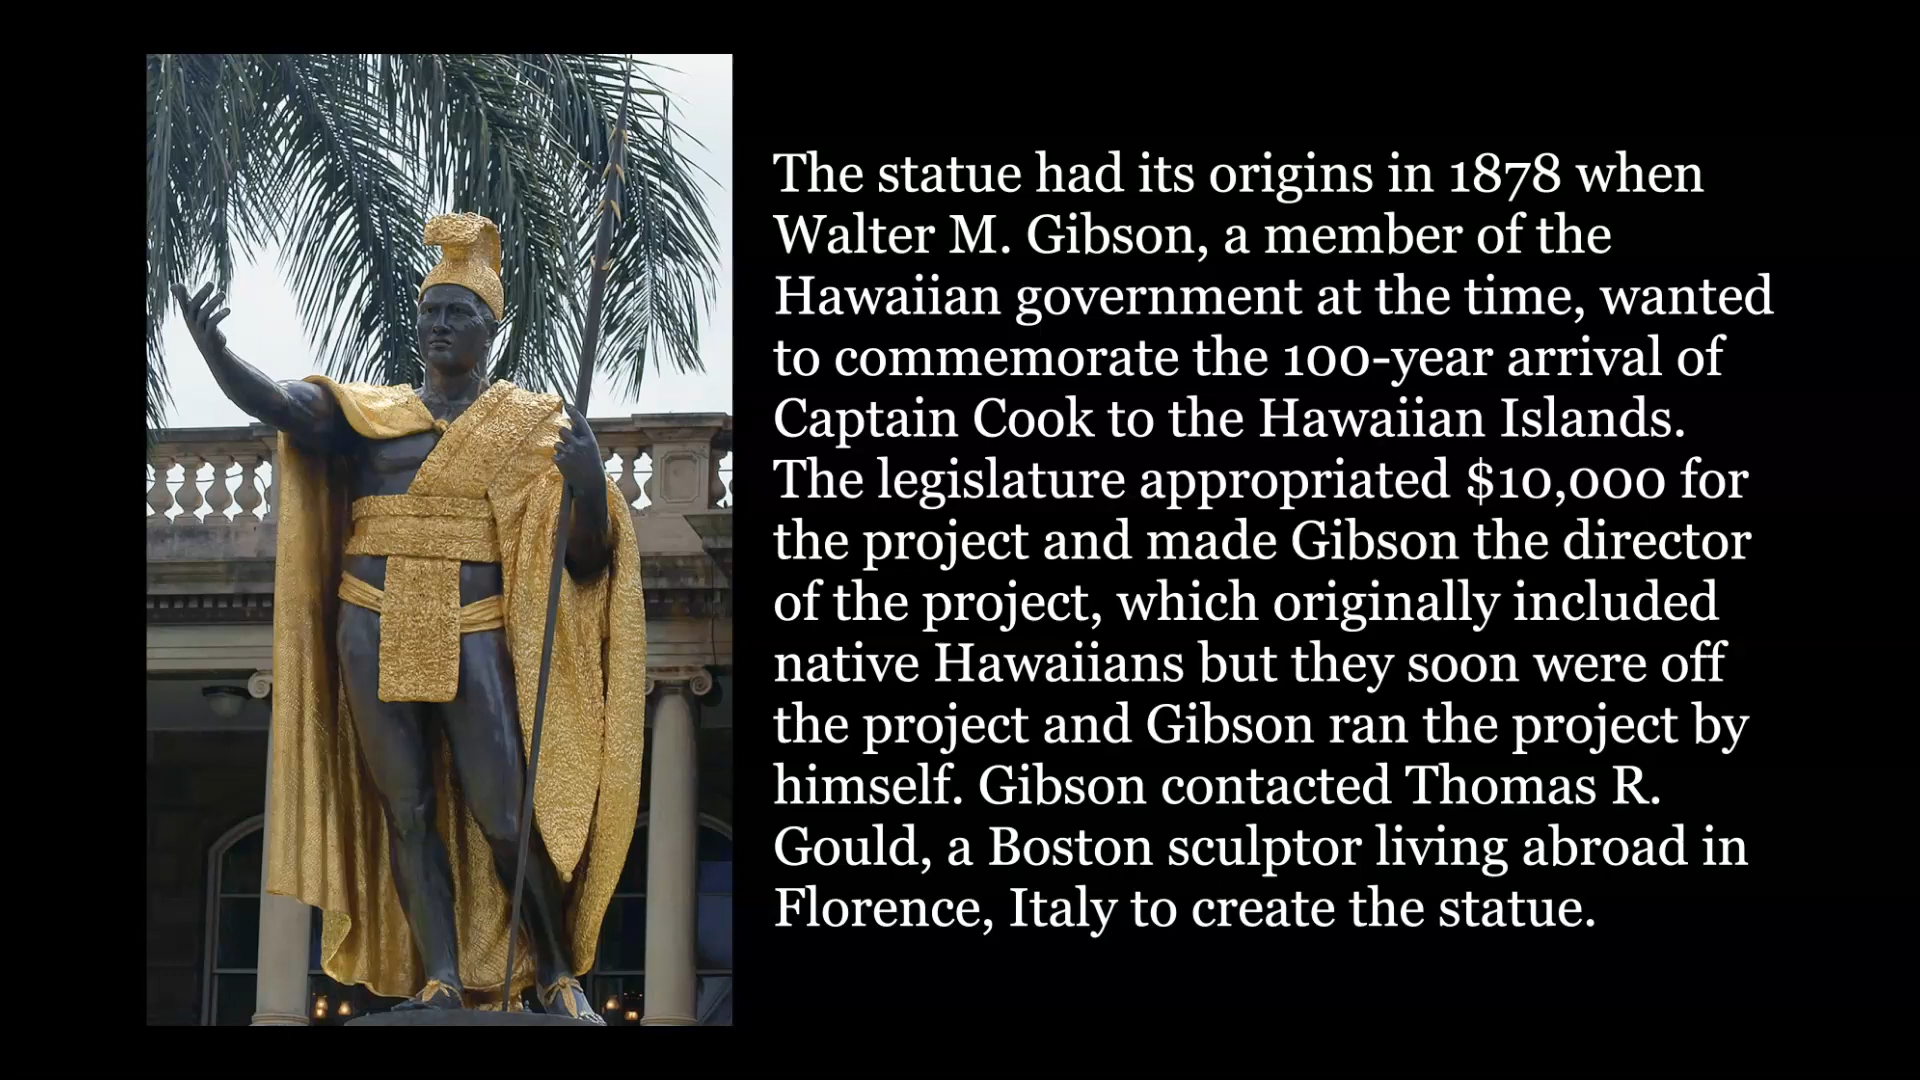 The statue had its origins in 1878 when
Walter M. Gibson, a member of the
Hawaiian government at the time, wanted
to commemorate the 100-year arrival of
Captain Cook to the Hawaiian Islands.
The legislature appropriated $10,000 for
the project and made Gibson the director
of the project, which originally included
native Hawaiians but they soon were off
the project and Gibson ran the project by
himself. Gibson contacted Thomas R.
Gould, a Boston sculptor living abroad in
Florence, Italy to create the statue.